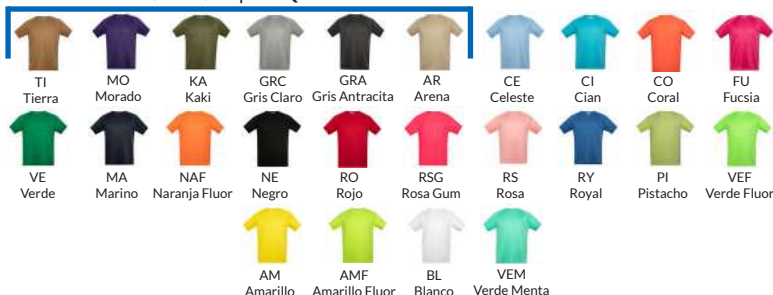 TI MO KA GRC GRA AR CE CI CO FU
Tierra Morado Kaki Gris Claro Gris Antracita Arena Celeste Cian Coral Fucsia
VE MA NAF NE RO RSG RS RY PI VEF
Verde Marino Naranja Fluor Negro Rojo Rosa Gum Rosa Royal Pistacho Verde Fluor
AM AMF BL VEM
Amarillo Amarillo Fluor Blanco Verde Menta